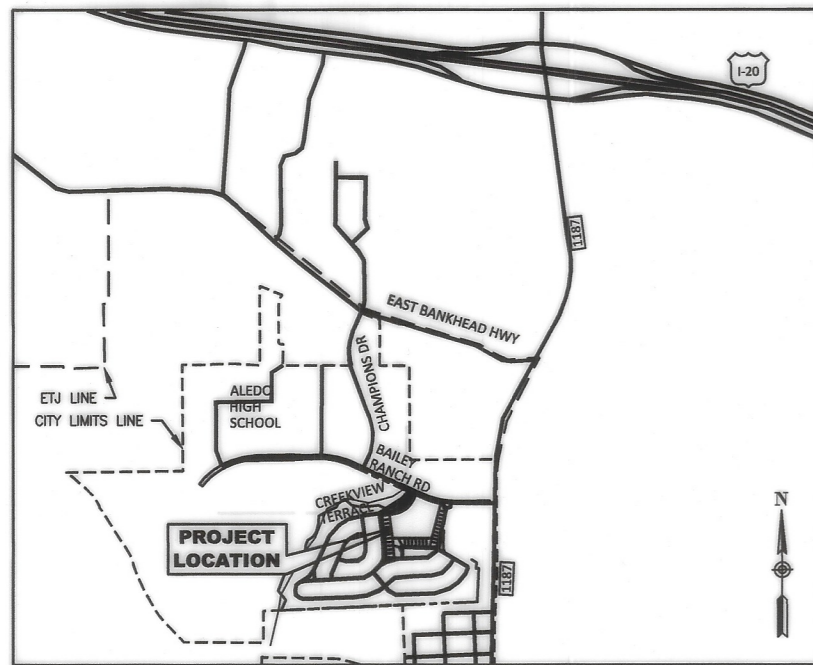 I-20
1187
EAST BANKHEAD HWY
CHAMPIONS DR
ETJ LINE
CITY LIMITS LINE
ALEDO
HIGH
SCHOOL
BAILEY
RANCH RD
CREEKVIEW
TERRACE
PROJECT
LOCATION
N
1187